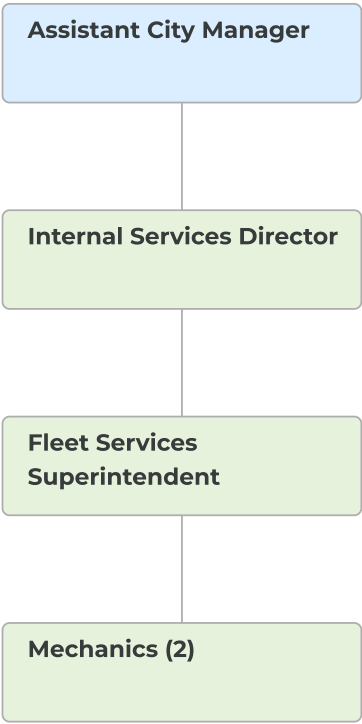 Assistant City Manager
Internal Services Director
Fleet Services
Superintendent
Mechanics (2)